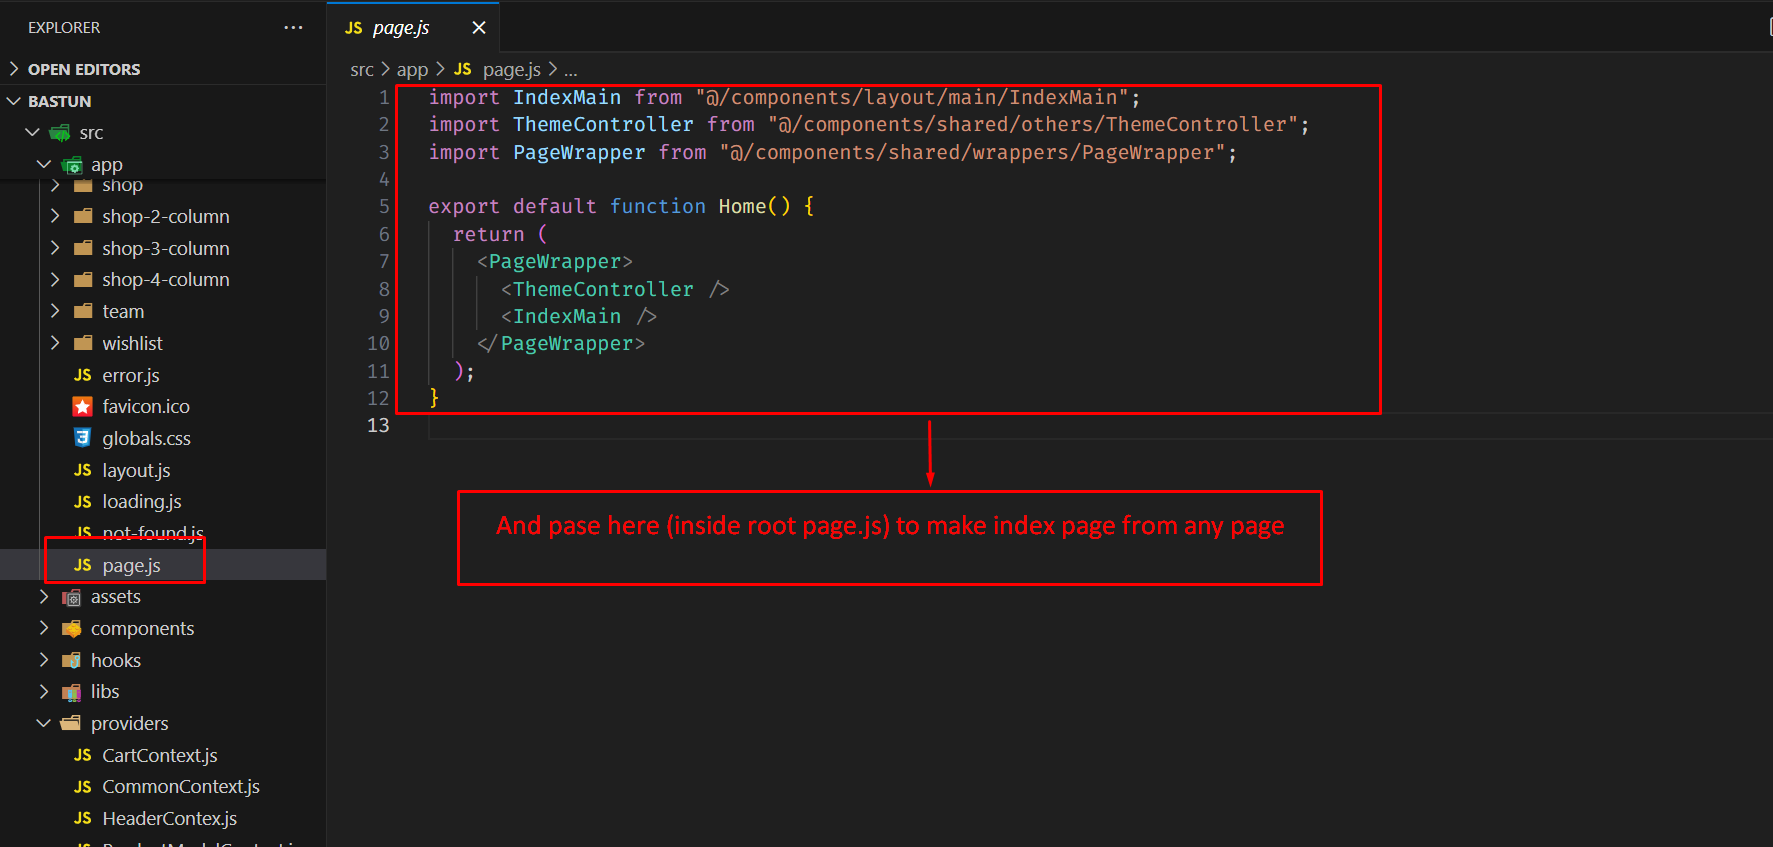 EXPLORER
···
OPEN EDITORS
BASTUN
src
app
shop
shop-2-column
shop-3-column
shop-4-column
team
wishlist
JS error.js
favicon.ico
globals.css
JS layout.js
JS loading.js
JS not-found.js
JS page.js
assets
components
hooks
libs
providers
JS CartContext.js
JS CommonContext.js
JS HeaderContex.js
JS page.js
src > app > JS page.js > ...
1 import IndexMain from "@/components/layout/main/IndexMain";
2 import ThemeController from "@/components/shared/others/ThemeController";
3 import PageWrapper from "@/components/shared/wrappers/PageWrapper";
4
5 export default function Home() {
6 return (
7 <PageWrapper>
8 <ThemeController />
9 <IndexMain />
10 </PageWrapper>
11 );
12 }
13
And pase here (inside root page.js) to make index page from any page